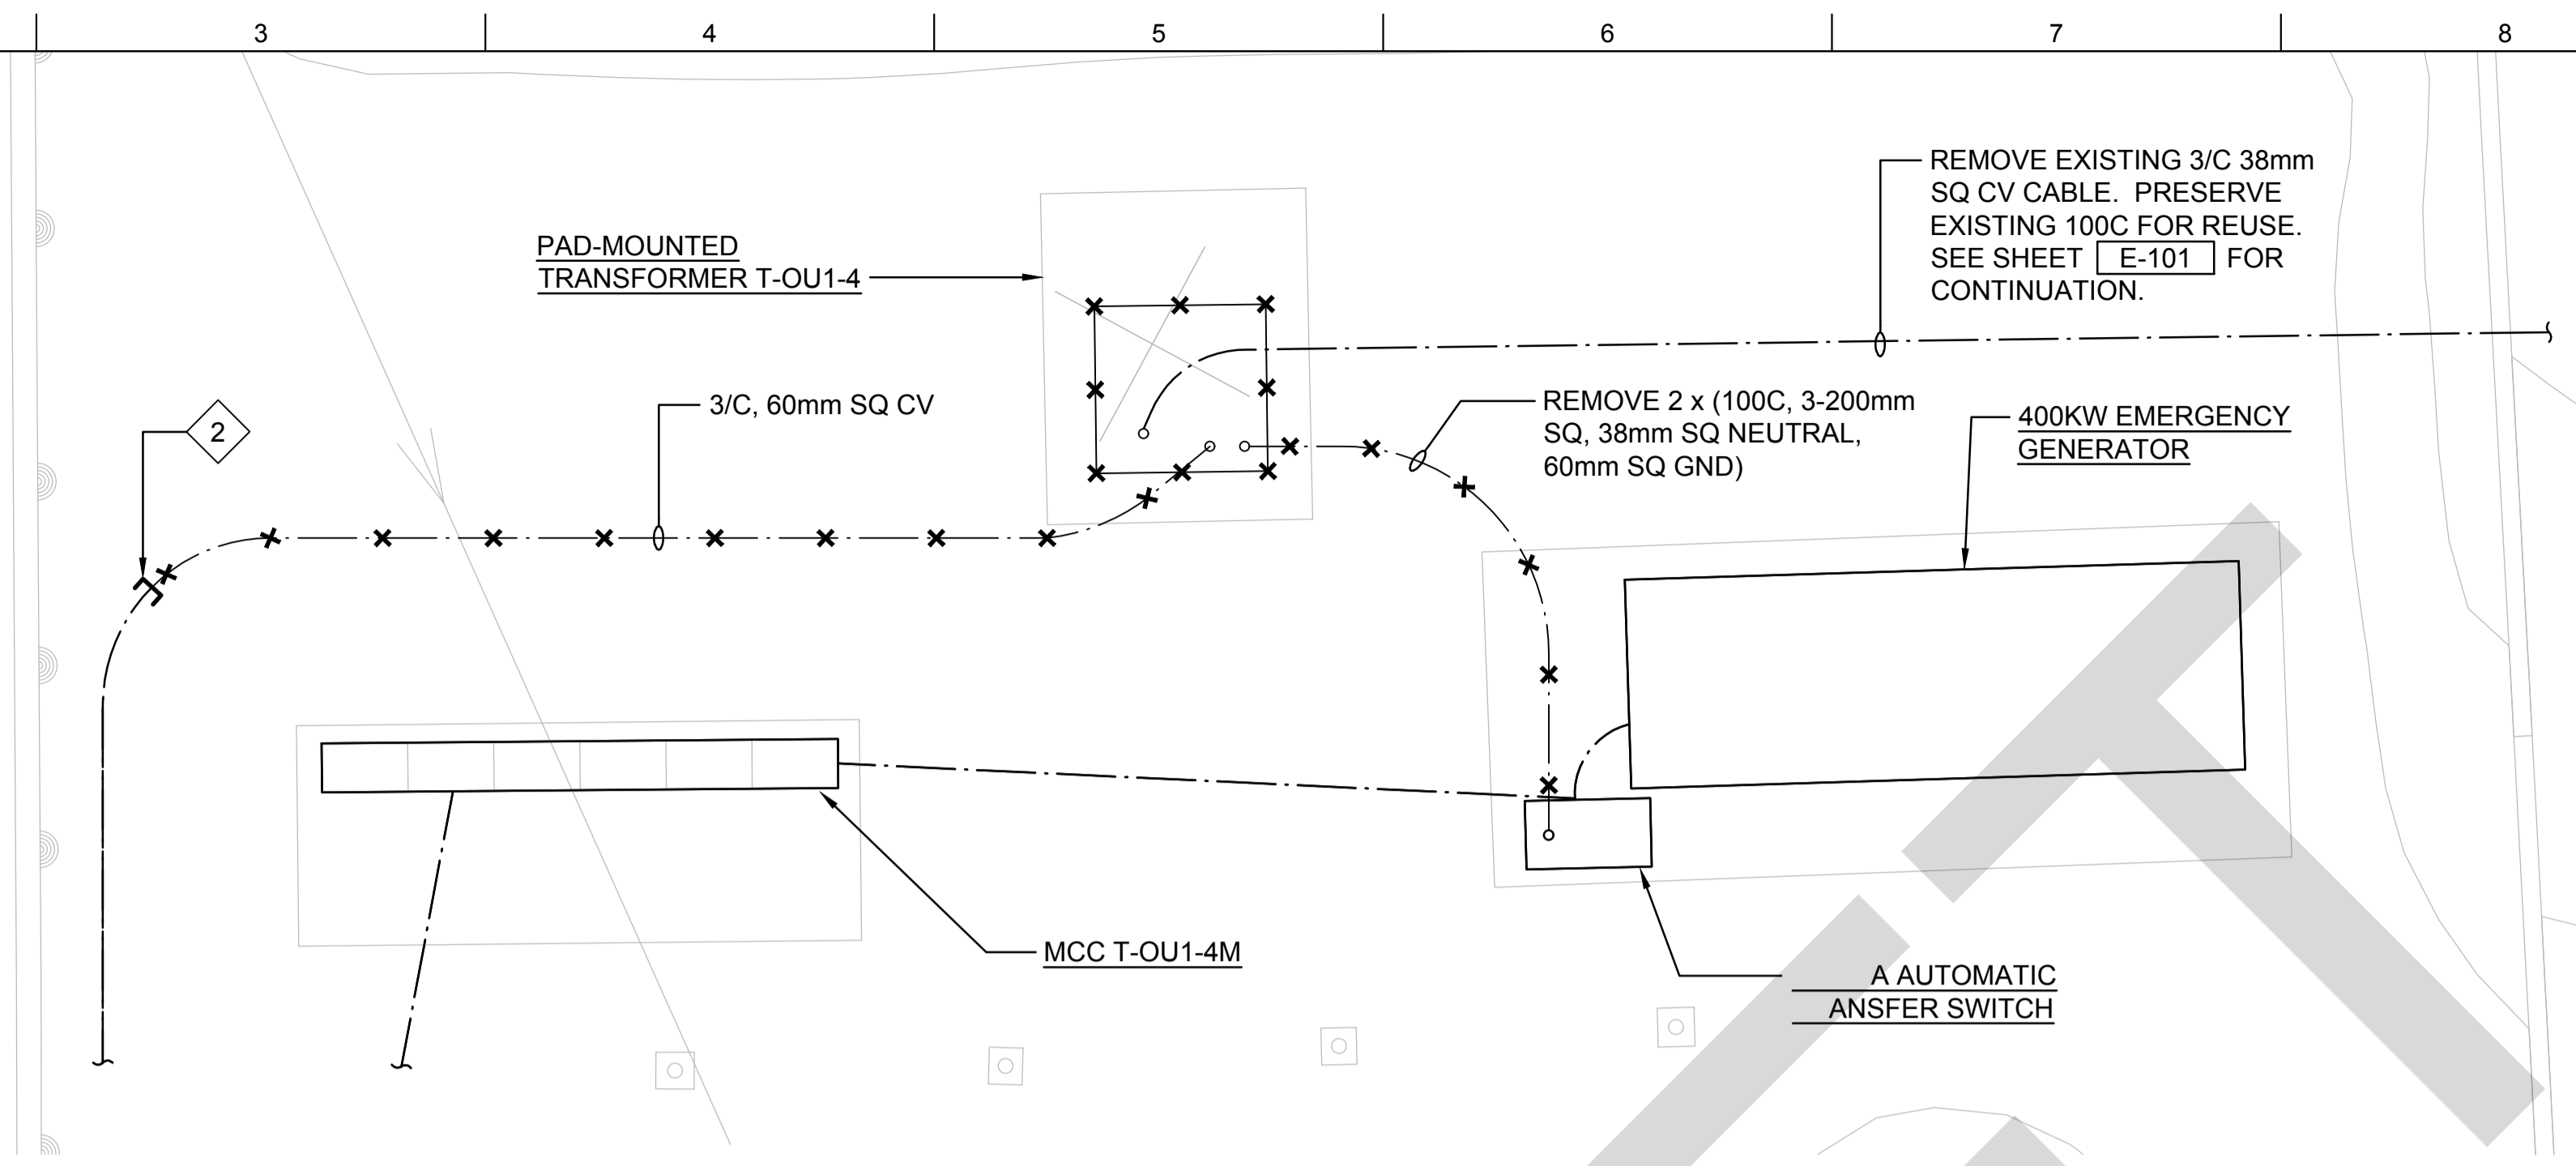 3 4 5 6 7 8
REMOVE EXISTING 3/C 38mm
SQ CV CABLE. PRESERVE
EXISTING 100C FOR REUSE.
SEE SHEET E-101 FOR
CONTINUATION.
PAD-MOUNTED
TRANSFORMER T-OU1-4
3/C, 60mm SQ CV
2
REMOVE 2 x (100C, 3-200mm
SQ, 38mm SQ NEUTRAL,
60mm SQ GND)
400KW EMERGENCY
GENERATOR
MCC T-OU1-4M
A AUTOMATIC
ANSFER SWITCH